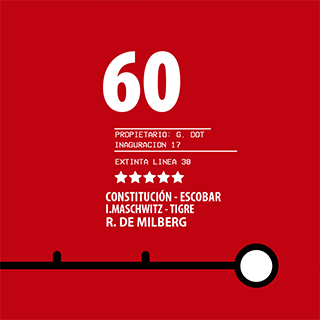 60
PROPIETARIO: G. DOT
INAGURACION 17
EXTINTA LINEA 38
CONSTITUCIÓN - ESCOBAR
I.MASCHWITZ - TIGRE
R. DE MILBERG